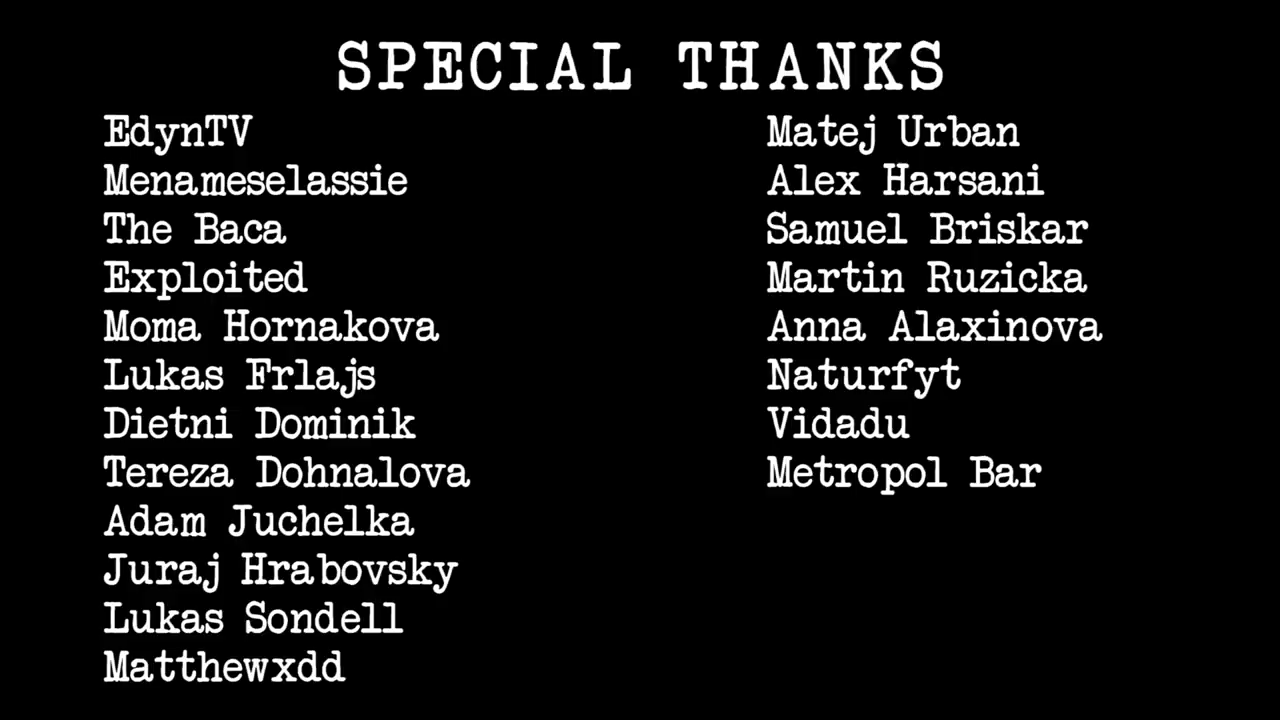 SPECIAL THANKS
EdynTV
Menameselassie
The Baca
Exploited
Moma Hornakova
Lukas Frlajs
Dietni Dominik
Tereza Dohnalova
Adam Juchelka
Juraj Hrabovsky
Lukas Sondell
Matthewxdd
Matej Urban
Alex Harsani
Samuel Briskar
Martin Ruzicka
Anna Alaxinova
Naturfyt
Vidadu
Metropol Bar